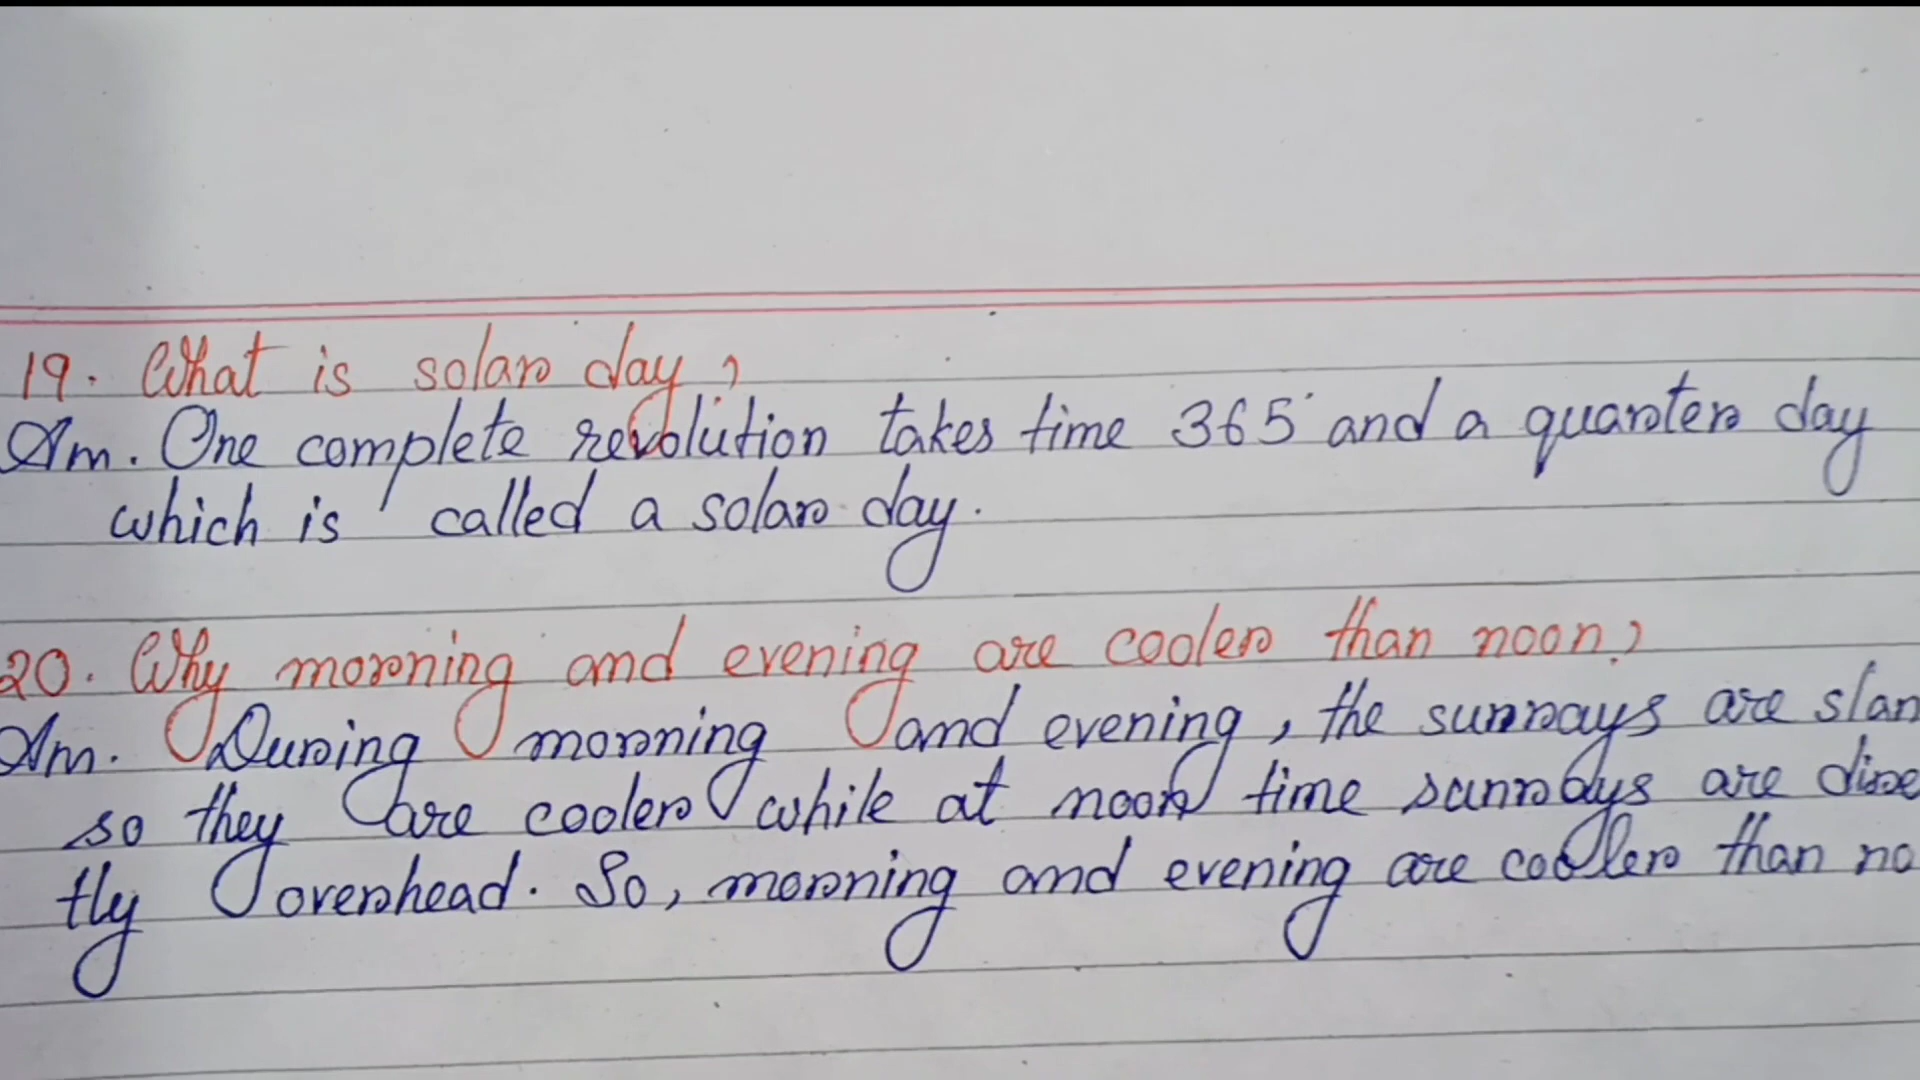 19. What is solar day?
Ans. One complete revolution takes time 365 and a quarter day
which is called a solar day.
20. Why morning and evening are cooler than noon?
Ans. During morning and evening, the sunrays are slan
so they are cooler while at noon time sunrays are dire
tly overhead. So, morning and evening are cooler than no